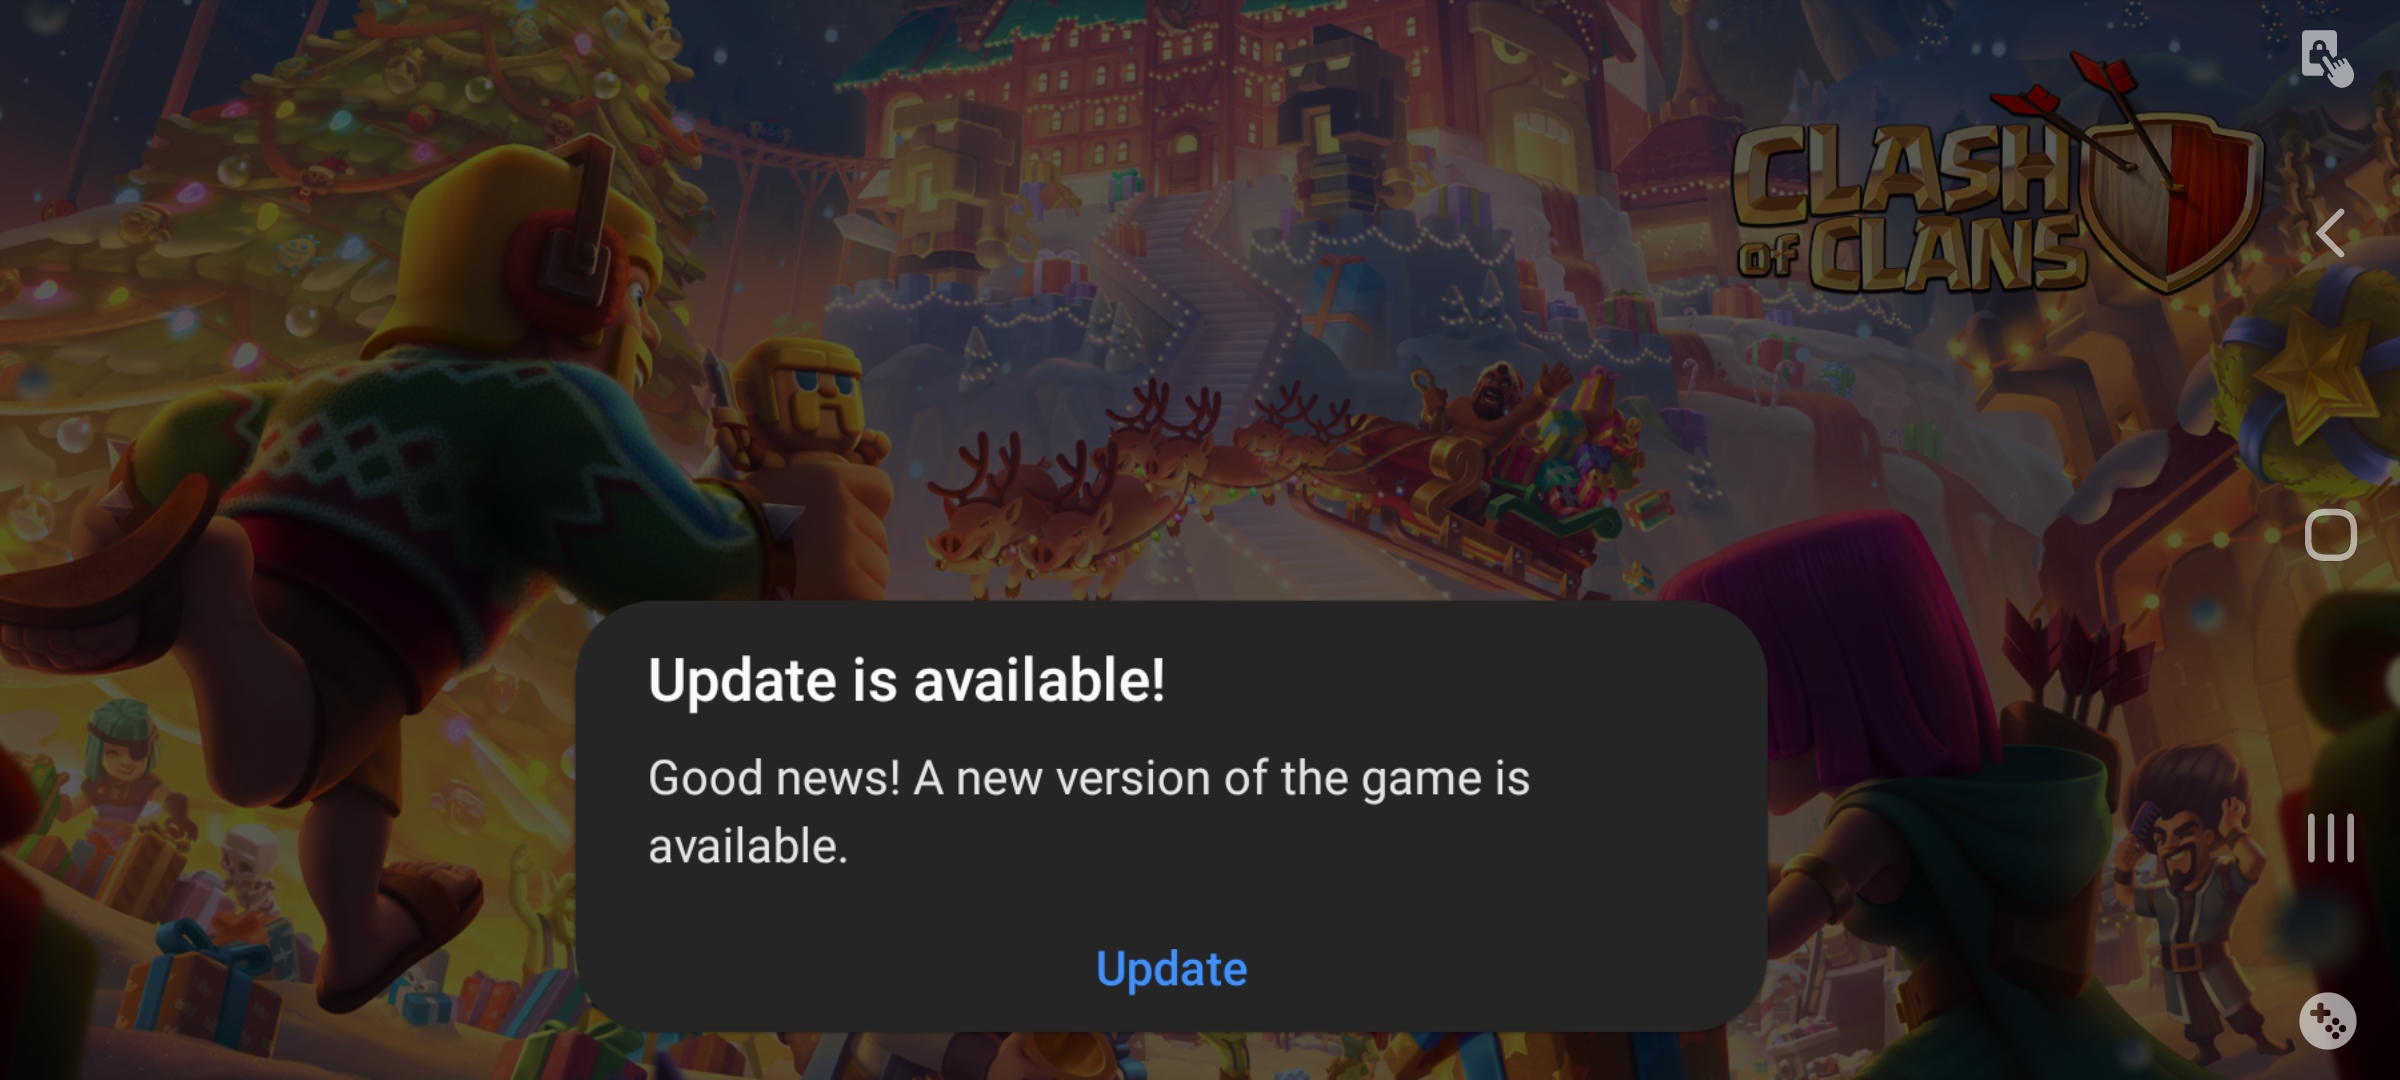 CLASH
OF CLANS
Update is available!
Good news! A new version of the game is
available.
Update